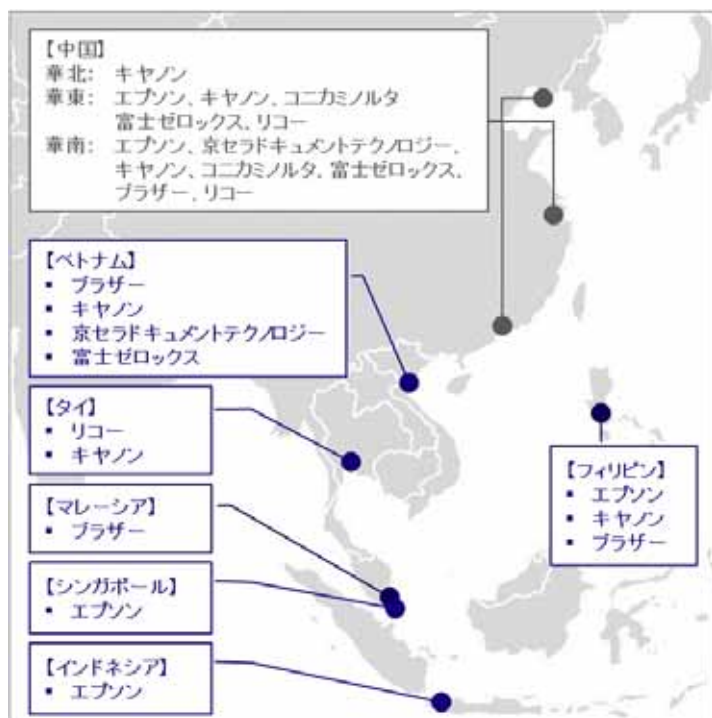 【中国】
華北: キヤノン
華東: エプソン、キヤノン、コニカミノルタ
富士ゼロックス、リコー
華南: エプソン、京セラドキュメントテクノロジー、
キヤノン、コニカミノルタ、富士ゼロックス、
ブラザー、リコー
【ベトナム】
▪ ブラザー
▪ キヤノン
▪ 京セラドキュメントテクノロジー
▪ 富士ゼロックス
【タイ】
▪ リコー
▪ キヤノン
【マレーシア】
▪ ブラザー
【シンガポール】
▪ エプソン
【インドネシア】
▪ エプソン
【フィリピン】
▪ エプソン
▪ キヤノン
▪ ブラザー